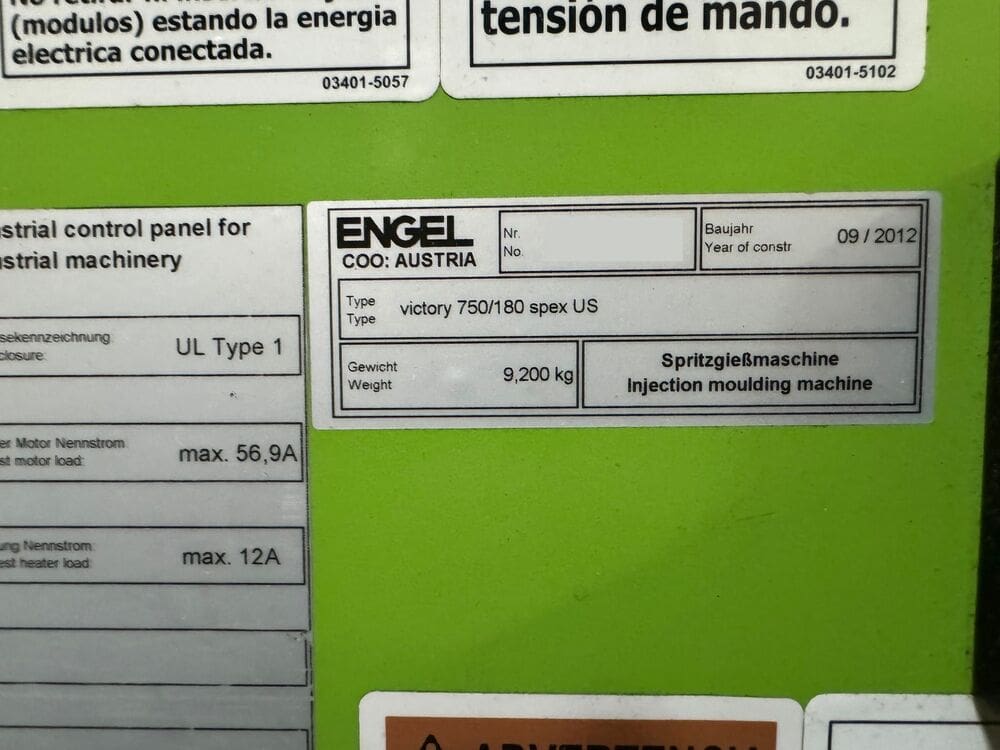 (modulos) estando la energia
electrica conectada.
03401-5057
tensión de mando.
03401-5102
strial control panel for
strial machinery
sekennzeichnung
closure:
UL Type 1
er Motor Nennstrom
st motor load:
max. 56,9A
ung Nennstrom:
est heater load:
max. 12A
ENGEL
COO: AUSTRIA
Nr.
No.
Baujahr
Year of constr
09 / 2012
Type
Type
victory 750/180 spex US
Gewicht
Weight
9,200 kg
Spritzgießmaschine
Injection moulding machine